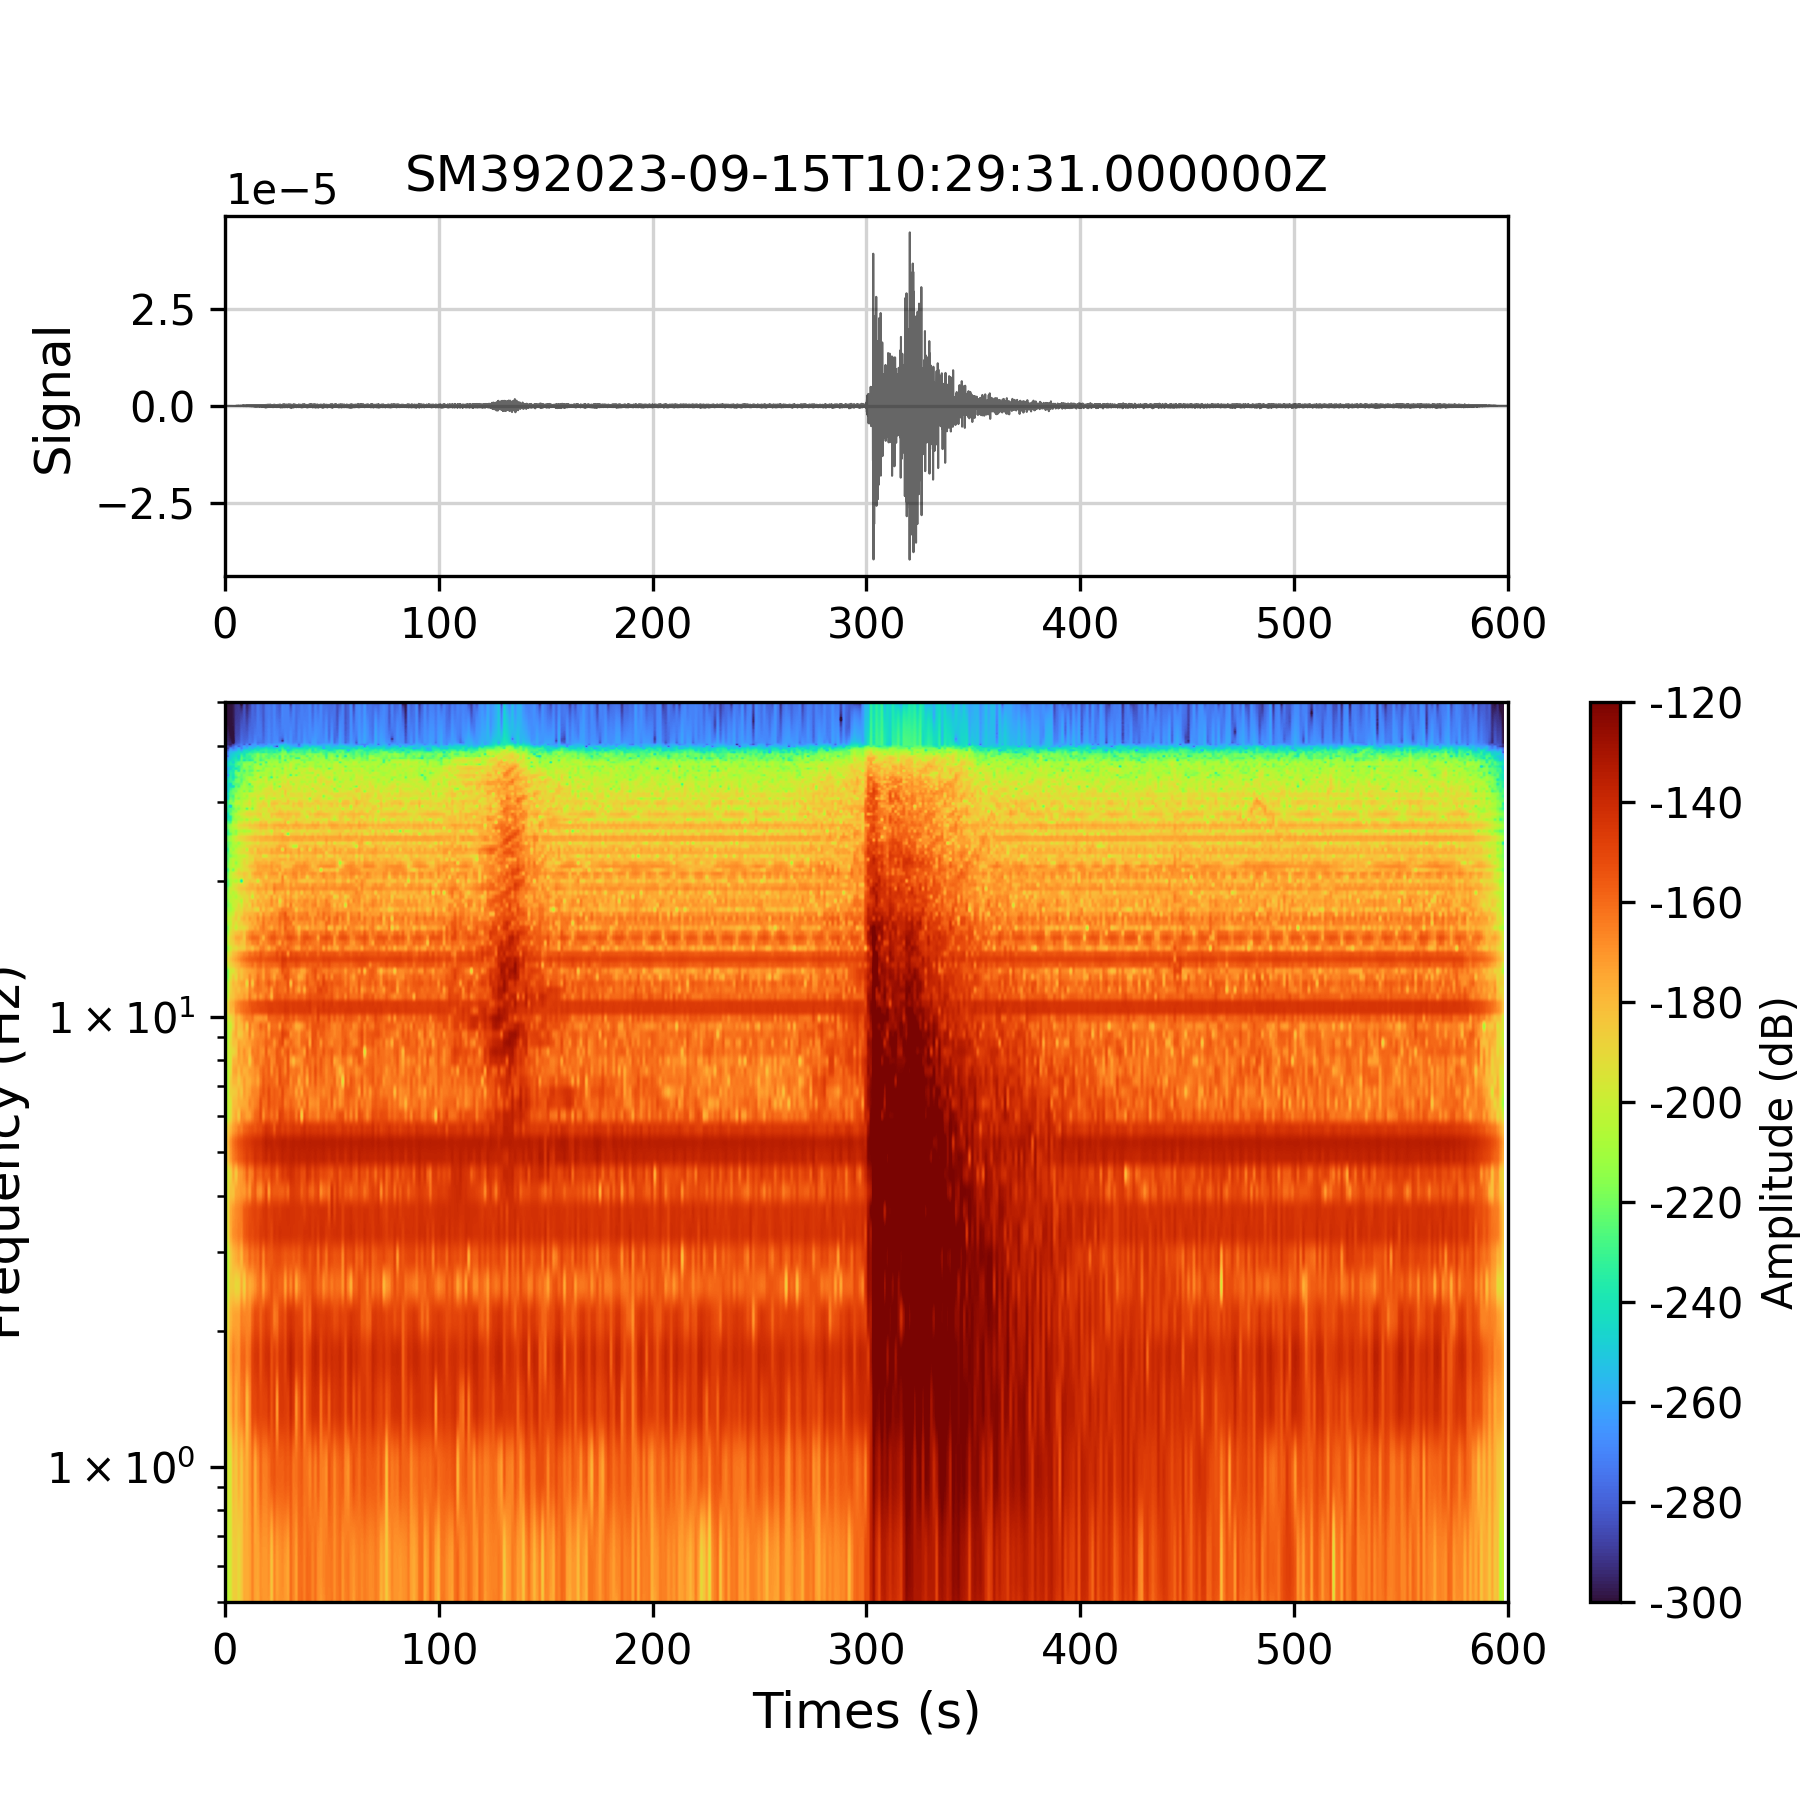 SM392023-09-15T10:29:31.000000Z
1e−5
Signal
2.5
0.0
−2.5
0 100 200 300 400 500 600
Frequency (Hz)
1 × 10¹
1 × 10⁰
0 100 200 300 400 500 600
Times (s)
-120
-140
-160
-180
-200
-220
-240
-260
-280
-300
Amplitude (dB)